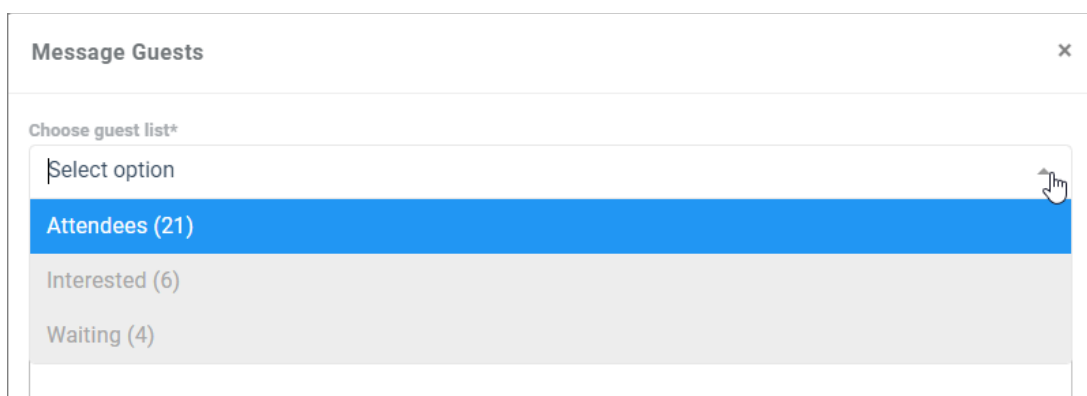 Message Guests
×
Choose guest list*
Select option
Attendees (21)
Interested (6)
Waiting (4)